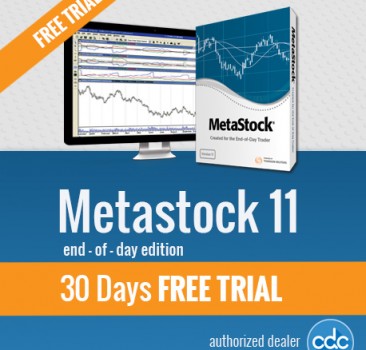 FREE TRIAL
MetaStock
MetaStock®
Created for the End-of-Day Trader
Metastock 11
end - of - day edition
30 Days FREE TRIAL
authorized dealer
cdc